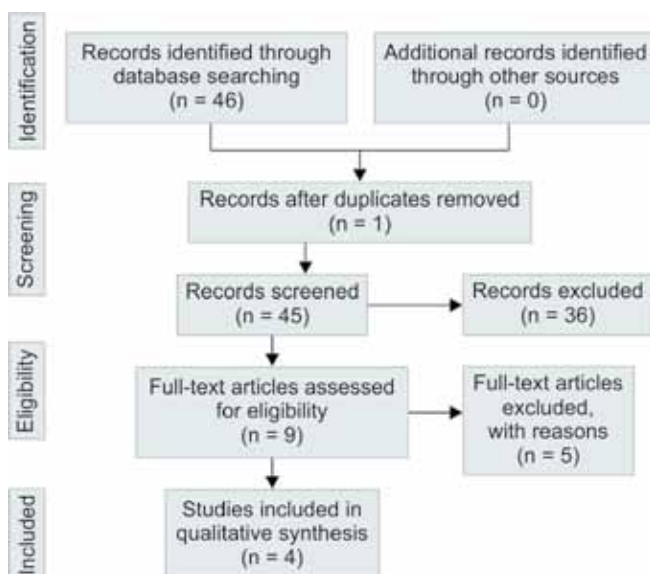 Identification
Records identified through
database searching
(n = 46)
Additional records identified
through other sources
(n = 0)
Screening
Records after duplicates removed
(n = 1)
Records screened
(n = 45)
Records excluded
(n = 36)
Eligibility
Full-text articles assessed
for eligibility
(n = 9)
Full-text articles
excluded,
with reasons
(n = 5)
Included
Studies included in
qualitative synthesis
(n = 4)